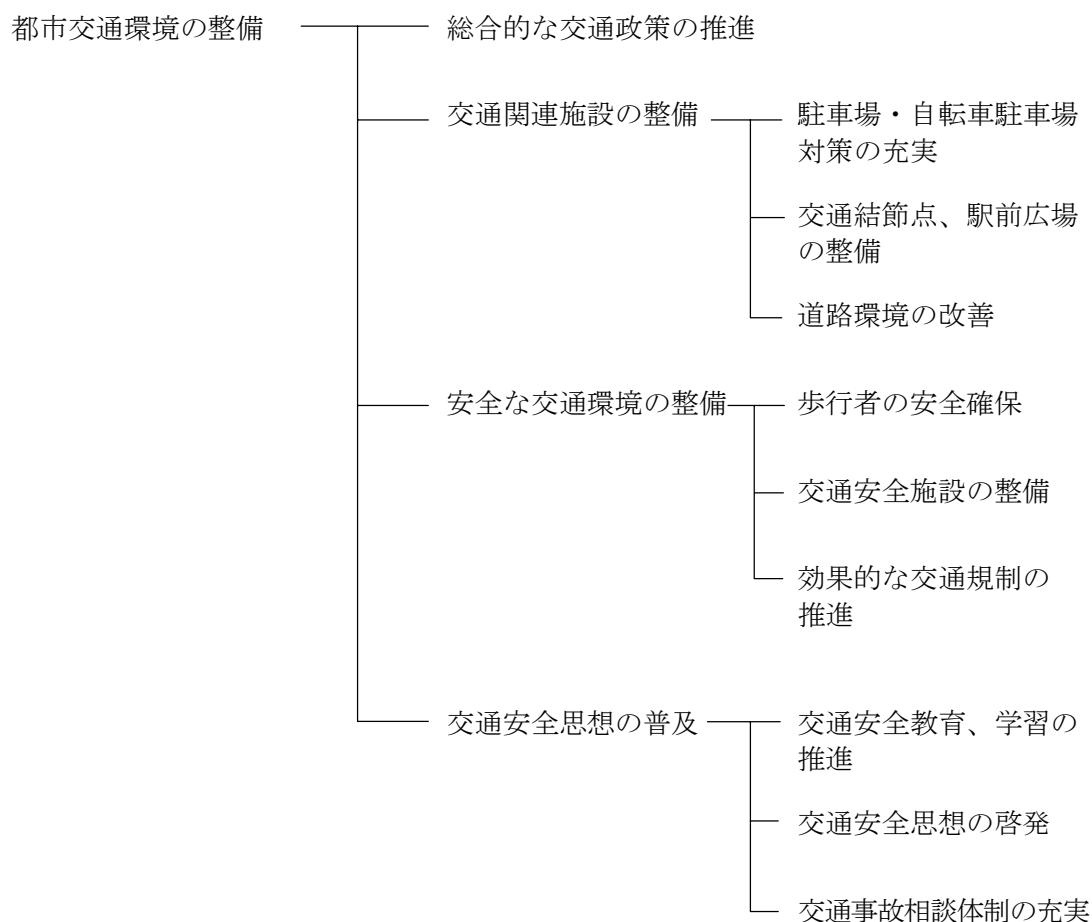 都市交通環境の整備
総合的な交通政策の推進
交通関連施設の整備
駐車場・自転車駐車場
対策の充実
交通結節点、駅前広場
の整備
道路環境の改善
安全な交通環境の整備
歩行者の安全確保
交通安全施設の整備
効果的な交通規制の
推進
交通安全思想の普及
交通安全教育、学習の
推進
交通安全思想の啓発
交通事故相談体制の充実